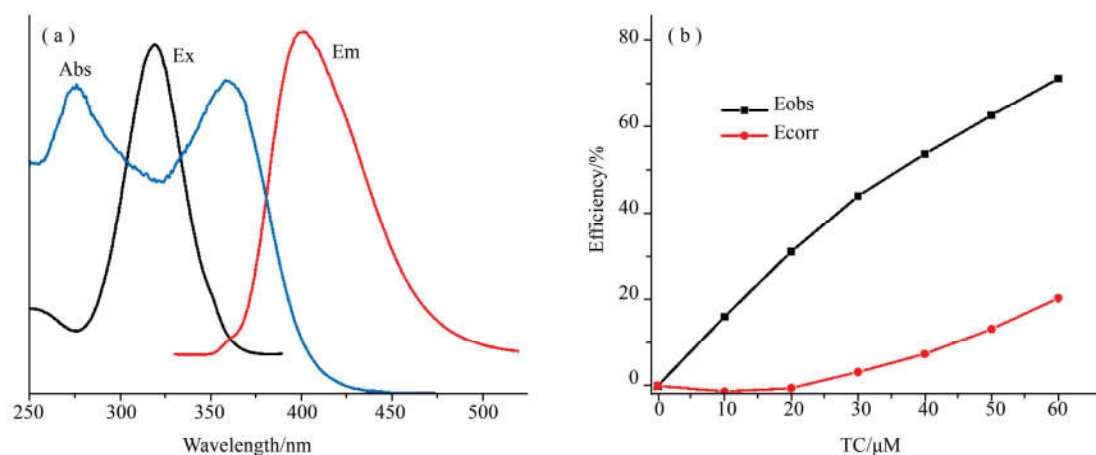 ( a )
Abs
Ex
Em
250 300 350 400 450 500
Wavelength/nm
( b )
Eobs
Ecorr
80
60
40
20
0
Efficiency/%
0 10 20 30 40 50 60
TC/μM